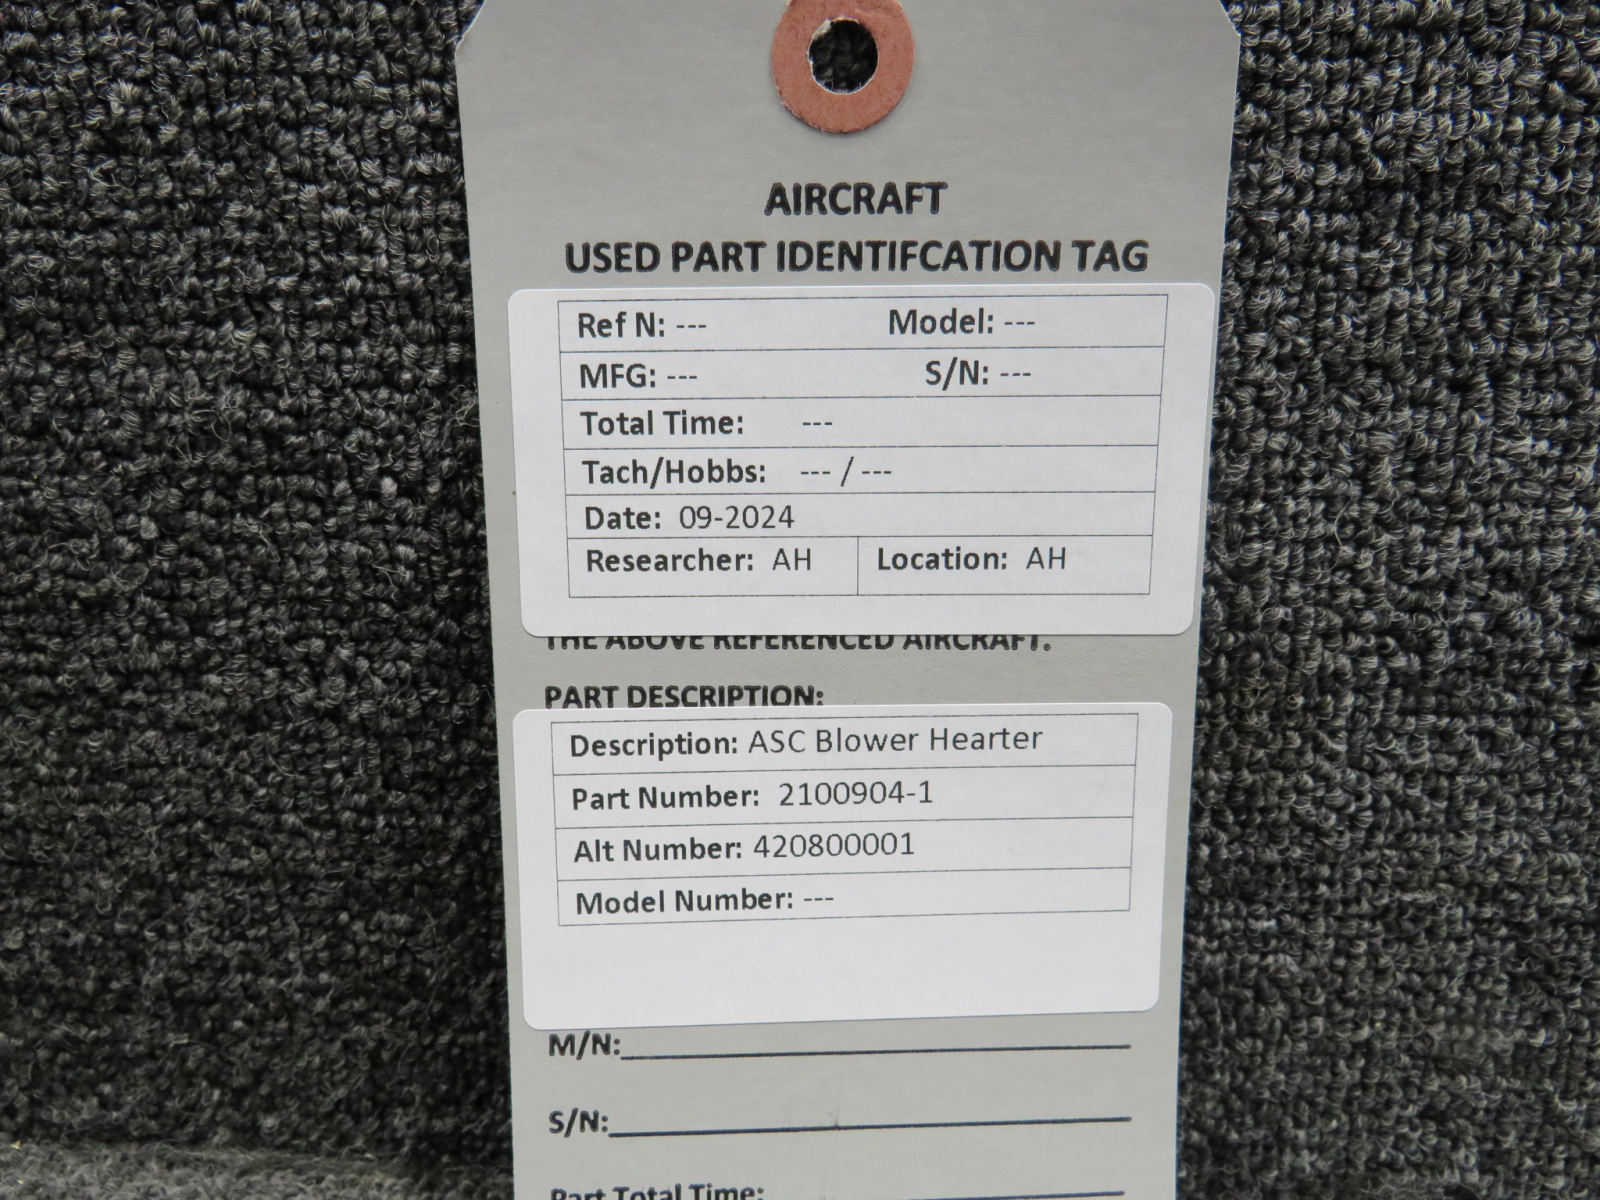 AIRCRAFT
USED PART IDENTIFCATION TAG
Ref N: --- Model: ---
MFG: --- S/N: ---
Total Time: ---
Tach/Hobbs: --- / ---
Date: 09-2024
Researcher: AH Location: AH
THE ABOVE REFERENCED AIRCRAFT.
PART DESCRIPTION:
Description: ASC Blower Hearter
Part Number: 2100904-1
Alt Number: 420800001
Model Number: ---
M/N:
S/N:
Part Total Time: